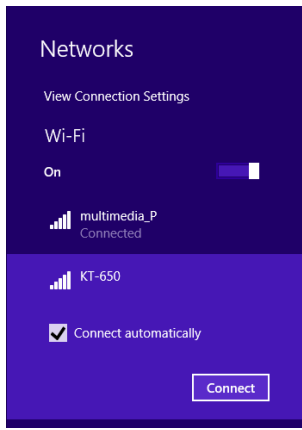 Networks
View Connection Settings
Wi-Fi
On
multimedia_P
Connected
KT-650
Connect automatically
Connect